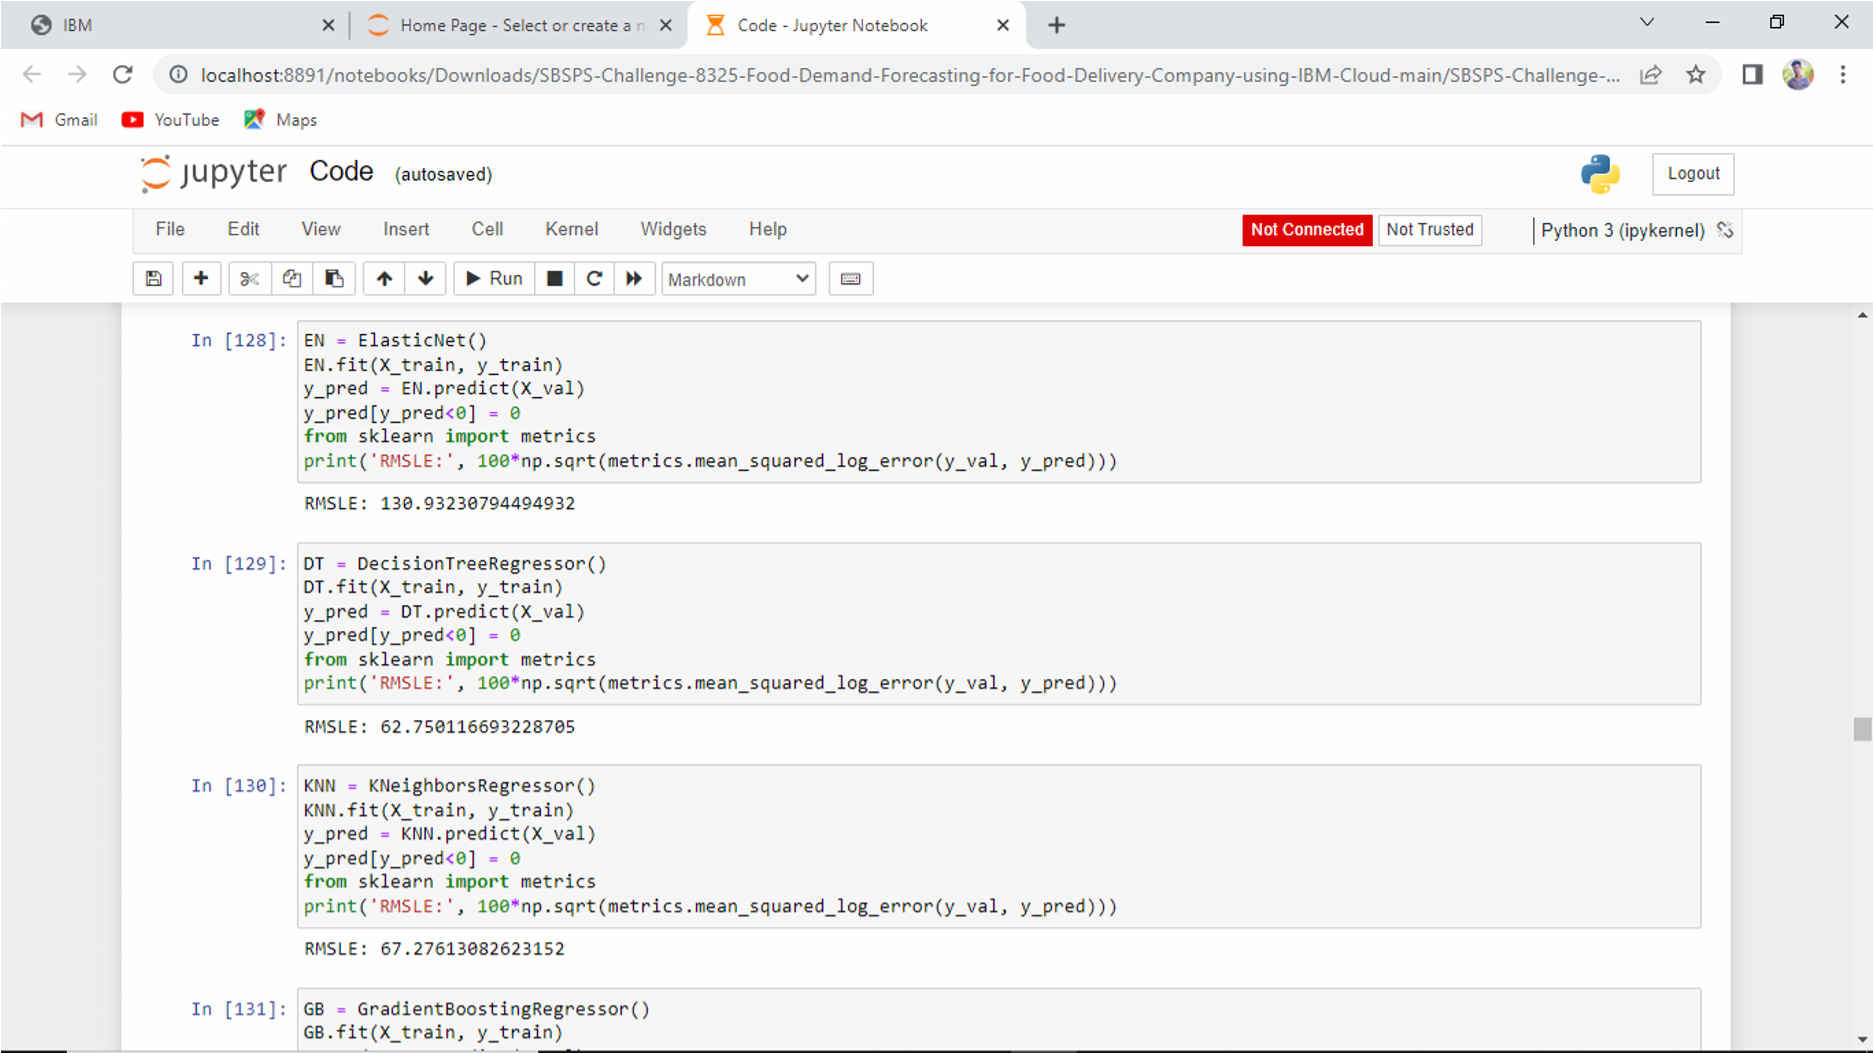 IBM
Home Page - Select or create a n
Code - Jupyter Notebook
localhost:8891/notebooks/Downloads/SBSPS-Challenge-8325-Food-Demand-Forecasting-for-Food-Delivery-Company-using-IBM-Cloud-main/SBSPS-Challenge-...
Gmail YouTube Maps
jupyter Code (autosaved)
Logout
File Edit View Insert Cell Kernel Widgets Help Not Connected Not Trusted Python 3 (ipykernel)
Run Markdown
In [128]: EN = ElasticNet()
EN.fit(X_train, y_train)
y_pred = EN.predict(X_val)
y_pred[y_pred<0] = 0
from sklearn import metrics
print('RMSLE:', 100*np.sqrt(metrics.mean_squared_log_error(y_val, y_pred)))
RMSLE: 130.93230794494932
In [129]: DT = DecisionTreeRegressor()
DT.fit(X_train, y_train)
y_pred = DT.predict(X_val)
y_pred[y_pred<0] = 0
from sklearn import metrics
print('RMSLE:', 100*np.sqrt(metrics.mean_squared_log_error(y_val, y_pred)))
RMSLE: 62.750116693228705
In [130]: KNN = KNeighborsRegressor()
KNN.fit(X_train, y_train)
y_pred = KNN.predict(X_val)
y_pred[y_pred<0] = 0
from sklearn import metrics
print('RMSLE:', 100*np.sqrt(metrics.mean_squared_log_error(y_val, y_pred)))
RMSLE: 67.27613082623152
In [131]: GB = GradientBoostingRegressor()
GB.fit(X_train, y_train)